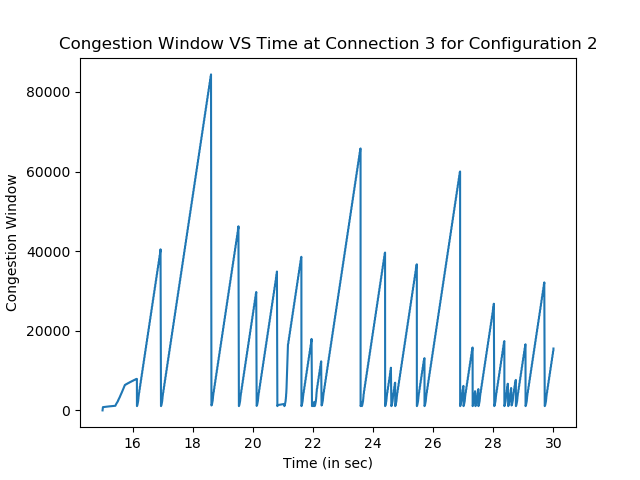 Congestion Window VS Time at Connection 3 for Configuration 2
80000
60000
40000
20000
0
Congestion Window
16 18 20 22 24 26 28 30
Time (in sec)